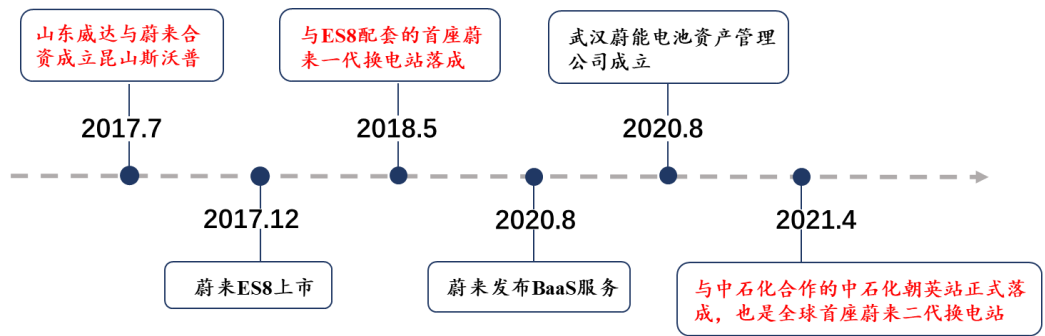 山东威达与蔚来合
资成立昆山斯沃普
与ES8配套的首座蔚
来一代换电站落成
武汉蔚能电池资产管理
公司成立
2017.7
2018.5
2020.8
2017.12
2020.8
2021.4
蔚来ES8上市
蔚来发布BaaS服务
与中石化合作的中石化朝英站正式落
成，也是全球首座蔚来二代换电站